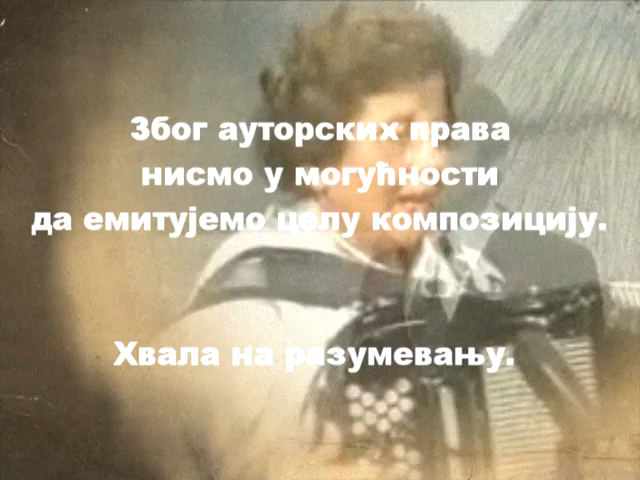 Због ауторских права
нисмо у могућности
да емитујемо целу композицију.
Хвала на разумевању.